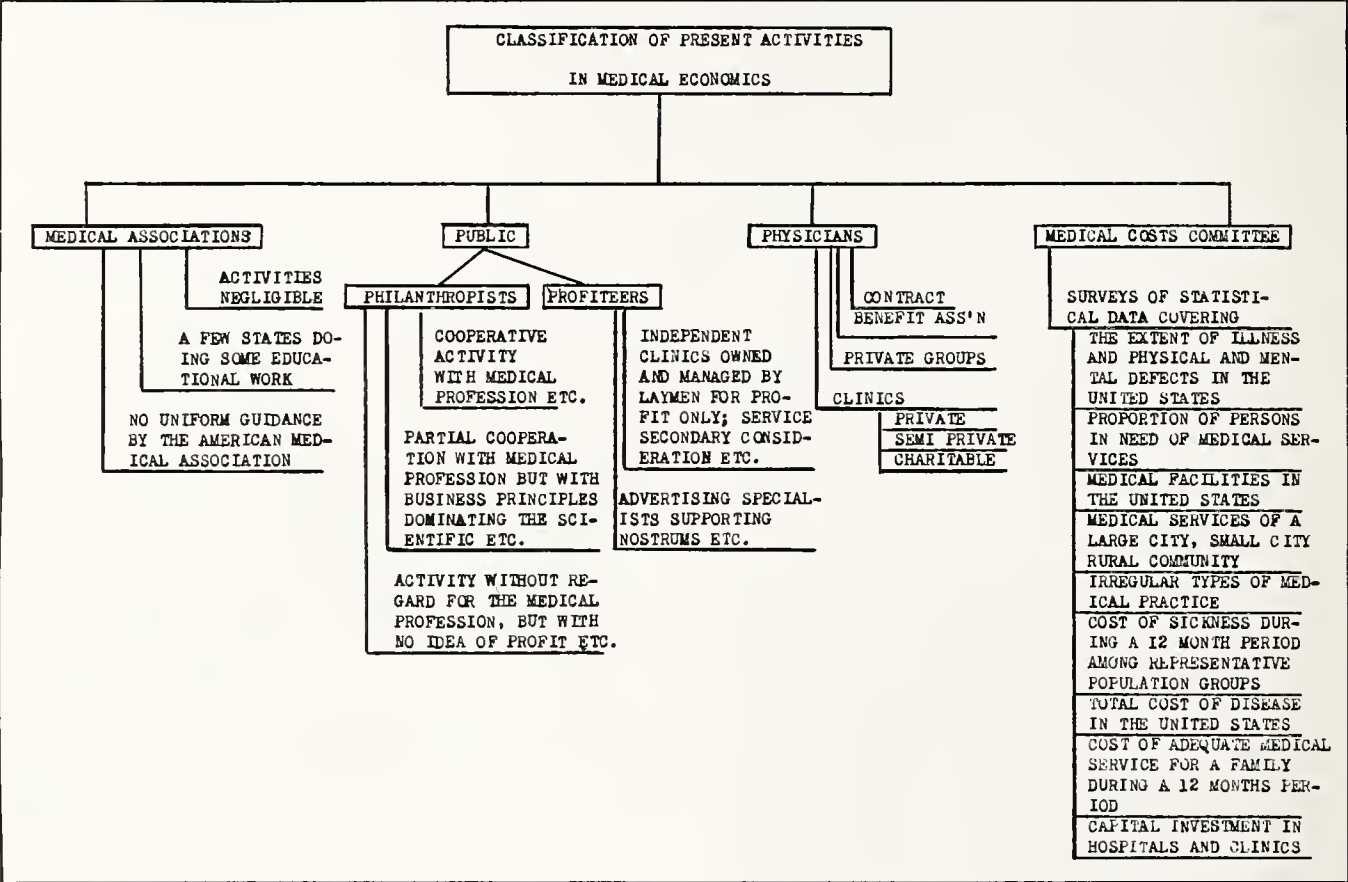 CLASSIFICATION OF PRESENT ACTIVITIES
IN MEDICAL ECONOMICS
MEDICAL ASSOCIATIONS
ACTIVITIES
NEGLIGIBLE
A FEW STATES DO-
ING SOME EDUCA-
TIONAL WORK
NO UNIFORM GUIDANCE
BY THE AMERICAN MED-
ICAL ASSOCIATION
PUBLIC
PHILANTHROPISTS
COOPERATIVE
ACTIVITY
WITH MEDICAL
PROFESSION ETC.
PARTIAL COOPERA-
TION WITH MEDICAL
PROFESSION BUT WITH
BUSINESS PRINCIPLES
DOMINATING THE SCI-
ENTIFIC ETC.
ACTIVITY WITHOUT RE-
GARD FOR THE MEDICAL
PROFESSION, BUT WITH
NO IDEA OF PROFIT ETC.
PROFITEERS
INDEPENDENT
CLINICS OWNED
AND MANAGED BY
LAYMEN FOR PRO-
FIT ONLY; SERVICE
SECONDARY CONSID-
ERATION ETC.
ADVERTISING SPECIAL-
ISTS SUPPORTING
NOSTRUMS ETC.
PHYSICIANS
CONTRACT
BENEFIT ASS'N
PRIVATE GROUPS
CLINICS
PRIVATE
SEMI PRIVATE
CHARITABLE
MEDICAL COSTS COMMITTEE
SURVEYS OF STATISTI-
CAL DATA COVERING
THE EXTENT OF ILLNESS
AND PHYSICAL AND MEN-
TAL DEFECTS IN THE
UNITED STATES
PROPORTION OF PERSONS
IN NEED OF MEDICAL SER-
VICES
MEDICAL FACILITIES IN
THE UNITED STATES
MEDICAL SERVICES OF A
LARGE CITY, SMALL CITY
RURAL COMMUNITY
IRREGULAR TYPES OF MED-
ICAL PRACTICE
COST OF SICKNESS DUR-
ING A 12 MONTH PERIOD
AMONG REPRESENTATIVE
POPULATION GROUPS
TOTAL COST OF DISEASE
IN THE UNITED STATES
COST OF ADEQUATE MEDICAL
SERVICE FOR A FAMILY
DURING A 12 MONTHS PER-
IOD
CAPITAL INVESTMENT IN
HOSPITALS AND CLINICS